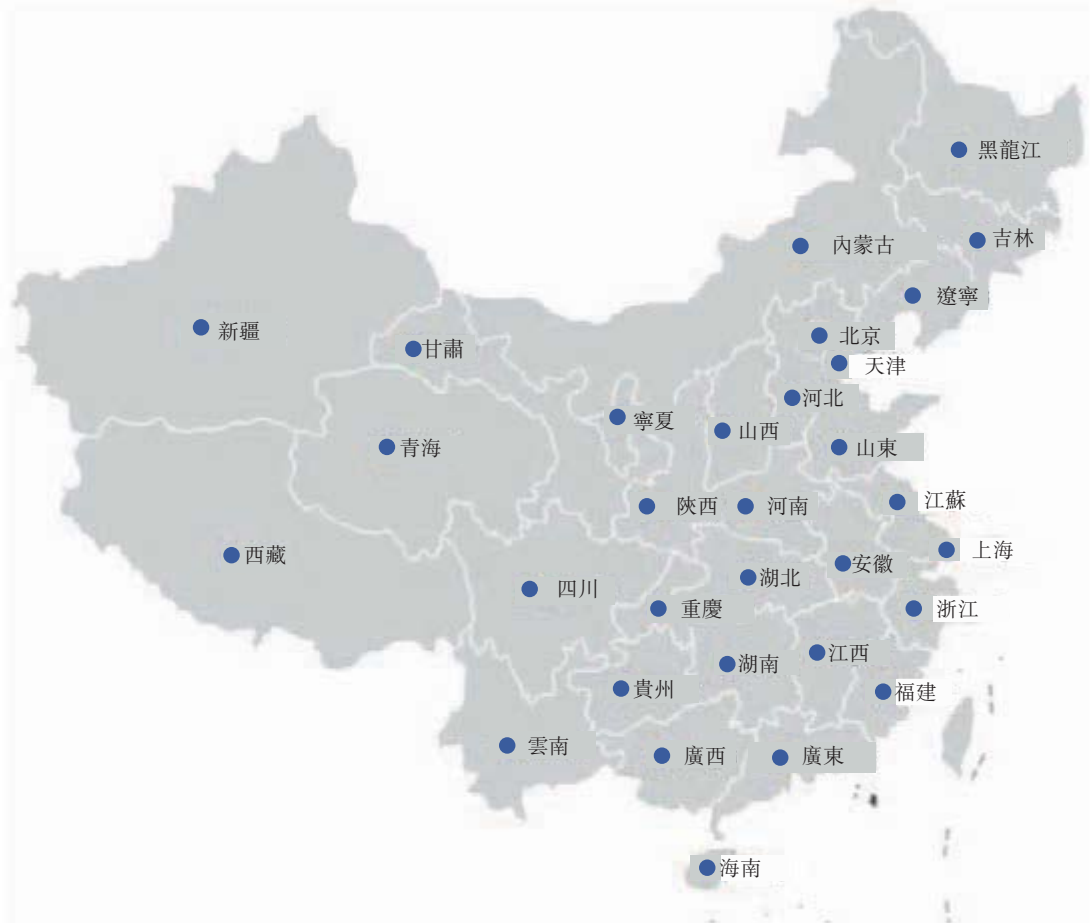 黑龍江
吉林
內蒙古
遼寧
新疆
北京
甘肅
天津
河北
寧夏
山西
青海
山東
陝西
河南
江蘇
西藏
上海
安徽
湖北
四川
重慶
浙江
江西
湖南
貴州
福建
雲南
廣西
廣東
海南